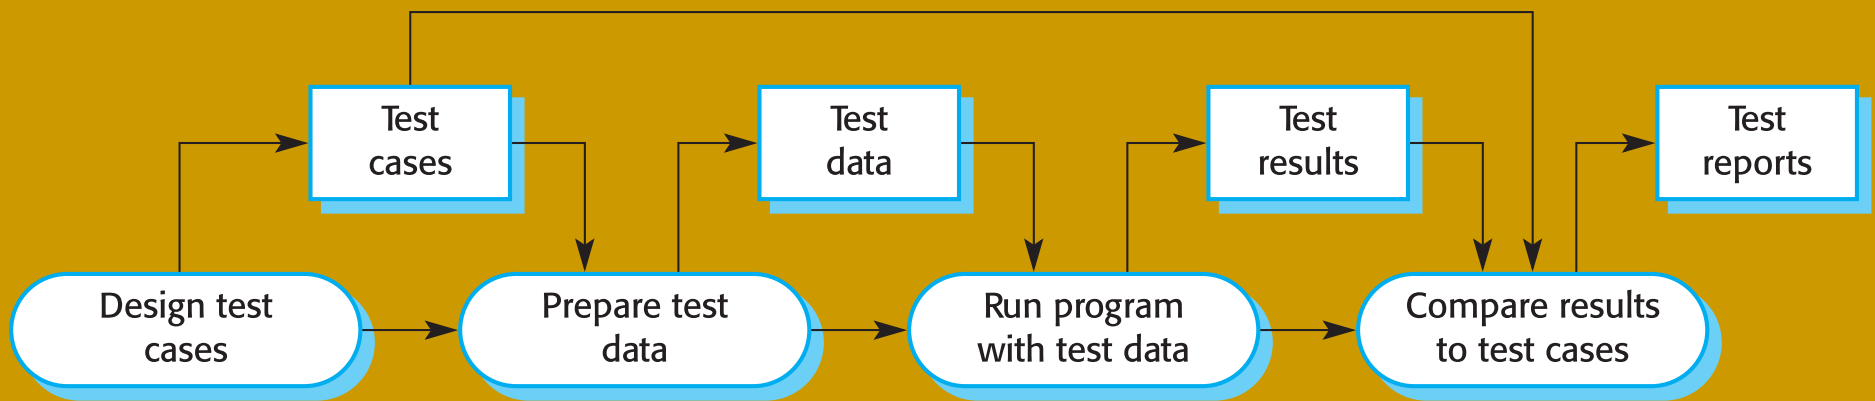 Test
cases
Test
data
Test
results
Test
reports
Design test
cases
Prepare test
data
Run program
with test data
Compare results
to test cases